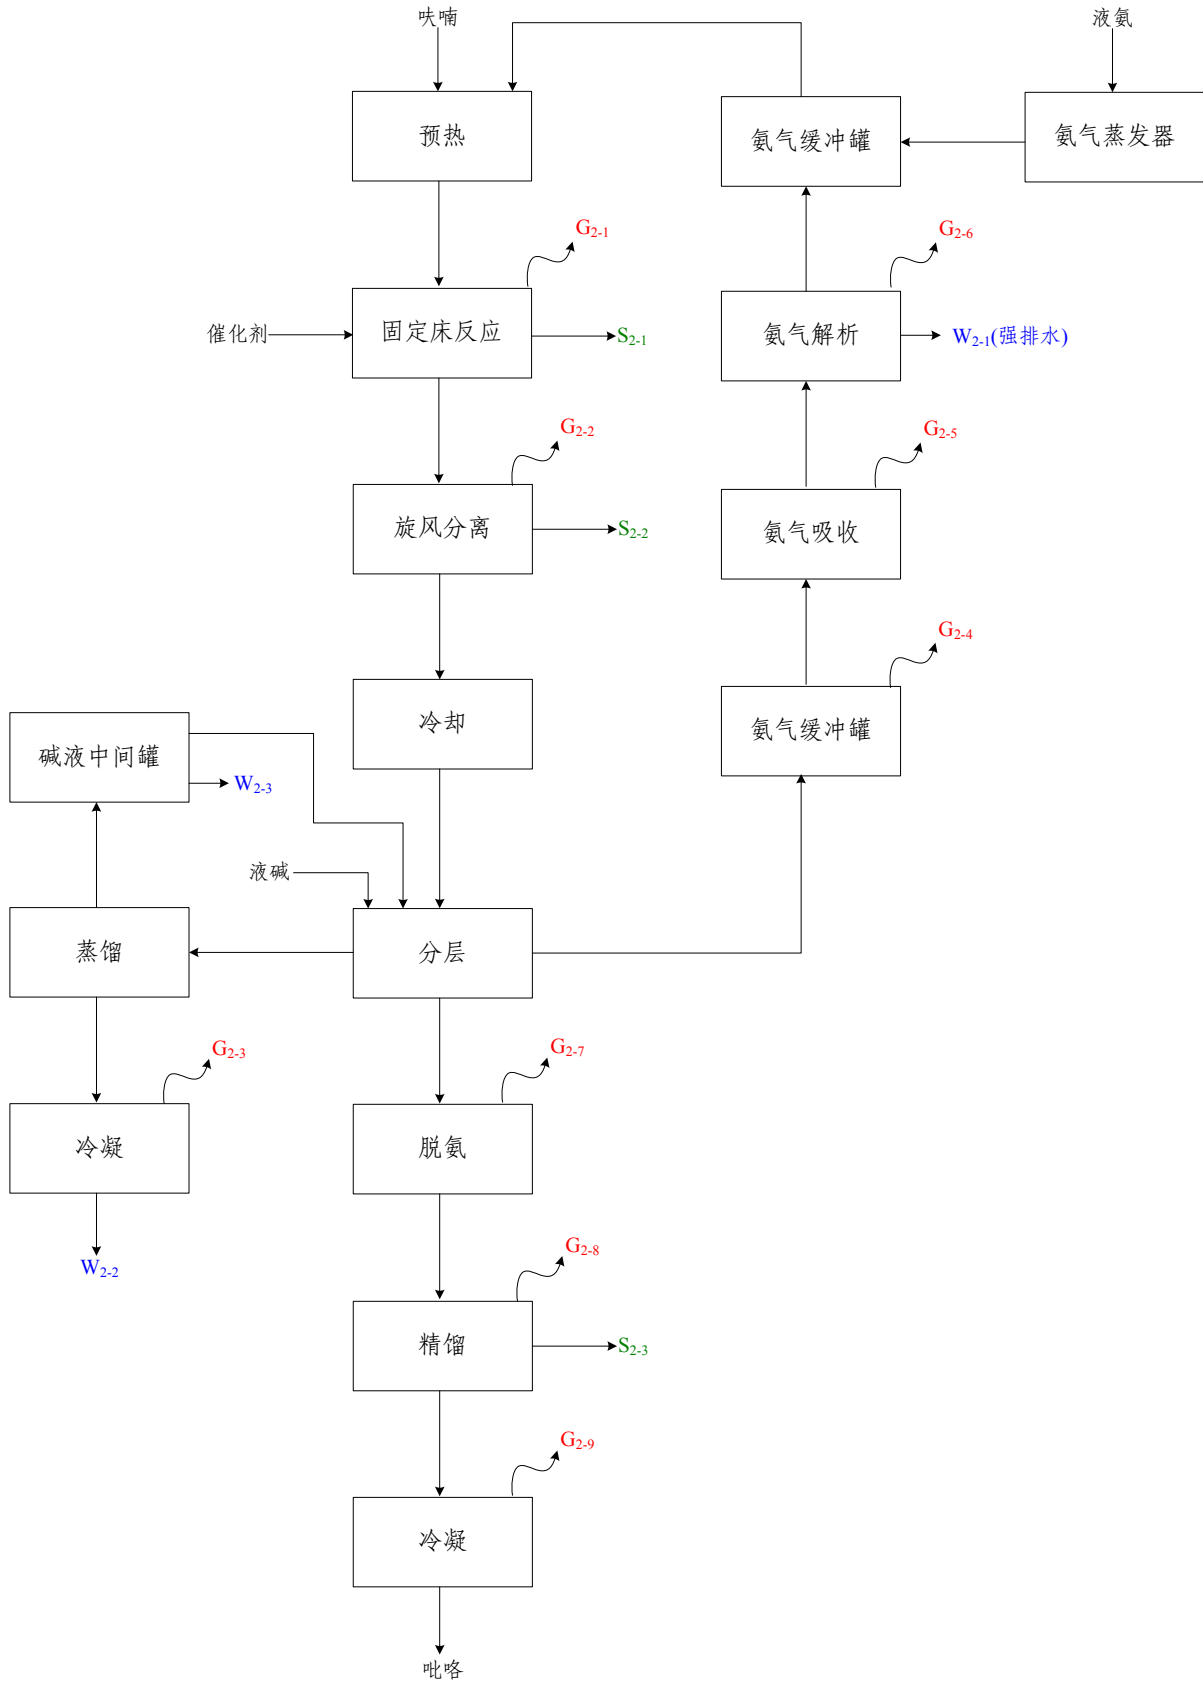 呋喃
液氨
预热
氨气缓冲罐
氨气蒸发器
G2-1
G2-6
催化剂
固定床反应
S2-1
氨气解析
W2-1(强排水)
G2-2
G2-5
旋风分离
S2-2
氨气吸收
G2-4
冷却
氨气缓冲罐
碱液中间罐
W2-3
液碱
蒸馏
分层
G2-3
G2-7
冷凝
脱氨
W2-2
G2-8
精馏
S2-3
G2-9
冷凝
吡咯